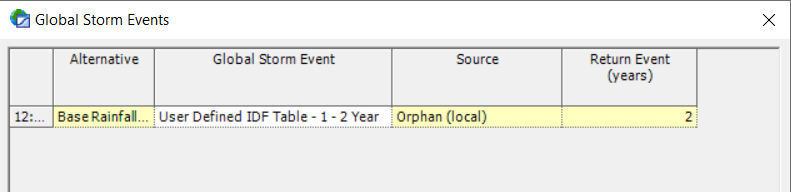 Global Storm Events
Alternative Global Storm Event Source Return Event
(years)
12:... Base Rainfall... User Defined IDF Table - 1 - 2 Year Orphan (local) 2